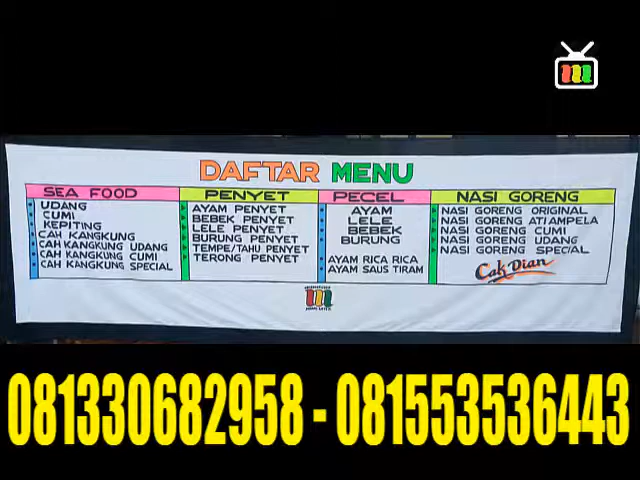 DAFTAR MENU
SEA FOOD
UDANG
CUMI
KEPITING
CAH KANGKUNG
CAH KANGKUNG UDANG
CAH KANGKUNG CUMI
CAH KANGKUNG SPECIAL
PENYET
AYAM PENYET
BEBEK PENYET
LELE PENYET
BURUNG PENYET
TEMPE/TAHU PENYET
TERONG PENYET
PECEL
AYAM
LELE
BEBEK
BURUNG
AYAM RICA RICA
AYAM SAUS TIRAM
NASI GORENG
NASI GORENG ORIGINAL
NASI GORENG ATI AMPELA
NASI GORENG CUMI
NASI GORENG UDANG
NASI GORENG SPECIAL
Cak Dian
081330682958 - 081553536443